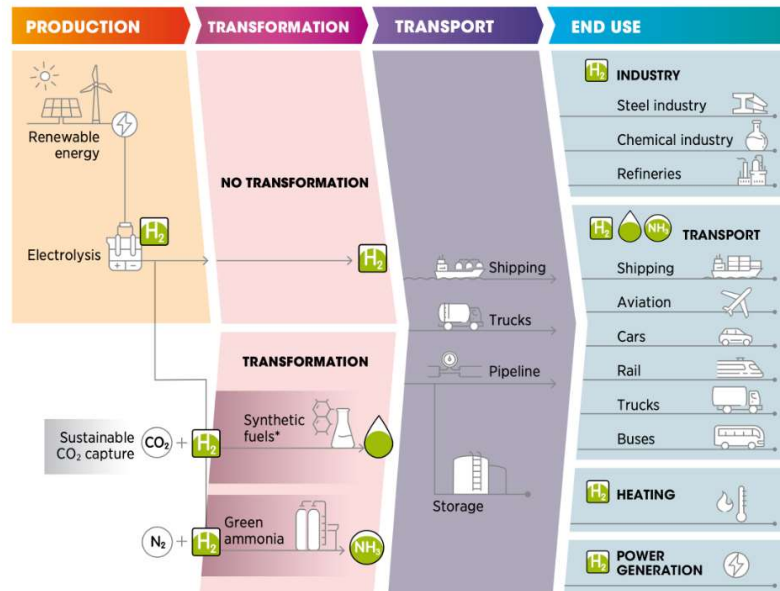 PRODUCTION
TRANSFORMATION
TRANSPORT
END USE
Renewable
energy
Electrolysis
H₂
NO TRANSFORMATION
H₂
TRANSFORMATION
Sustainable
CO₂ capture
CO₂ + H₂
Synthetic
fuels*
N₂ + H₂
Green
ammonia
NH₃
Shipping
Trucks
Pipeline
Storage
H₂ INDUSTRY
Steel industry
Chemical industry
Refineries
H₂ NH₃ TRANSPORT
Shipping
Aviation
Cars
Rail
Trucks
Buses
H₂ HEATING
H₂ POWER
GENERATION